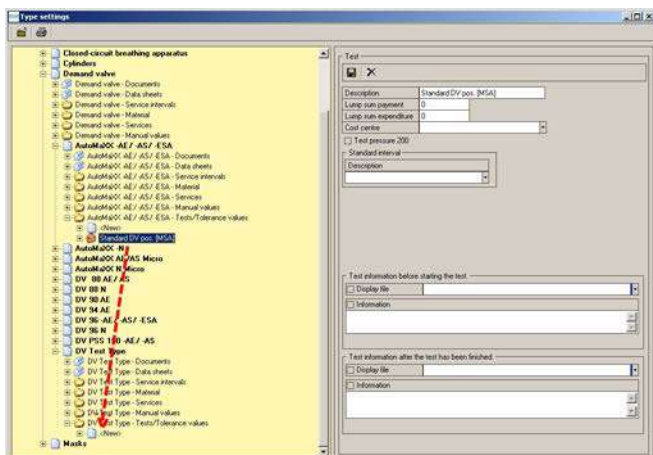 Type settings
Closed-circuit breathing apparatus
Cylinders
Demand valve
Demand valve - Documents
Demand valve - Data sheets
Demand valve - Service intervals
Demand valve - Material
Demand valve - Services
Demand valve - Manual values
AutoMaXX -AE/ -AS/ -ESA
AutoMaXX -AE/ -AS/ -ESA - Documents
AutoMaXX -AE/ -AS/ -ESA - Data sheets
AutoMaXX -AE/ -AS/ -ESA - Service intervals
AutoMaXX -AE/ -AS/ -ESA - Material
AutoMaXX -AE/ -AS/ -ESA - Services
AutoMaXX -AE/ -AS/ -ESA - Manual values
AutoMaXX -AE/ -AS/ -ESA - Tests/Tolerance values
<New>
Standard DV pos. [MSA]
AutoMaXX -N
AutoMaXX AE/AS Micro
AutoMaXX N Micro
DV 88 AE/ AS
DV 88 N
DV 90 AE
DV 94 AE
DV 96 -AE/ -AS/ -ESA
DV 96 N
DV PSS 100 -AE/ -AS
DV Test Type
DV Test Type - Documents
DV Test Type - Data sheets
DV Test Type - Service intervals
DV Test Type - Material
DV Test Type - Services
DV Test Type - Manual values
DV Test Type - Tests/Tolerance values
<New>
Masks
Test
Description Standard DV pos. [MSA]
Lump sum payment 0
Lump sum expenditure 0
Cost centre
Test pressure 200
Standard interval
Description
Test information before starting the test.
Display file
Information
Test information after the test has been finished.
Display file
Information